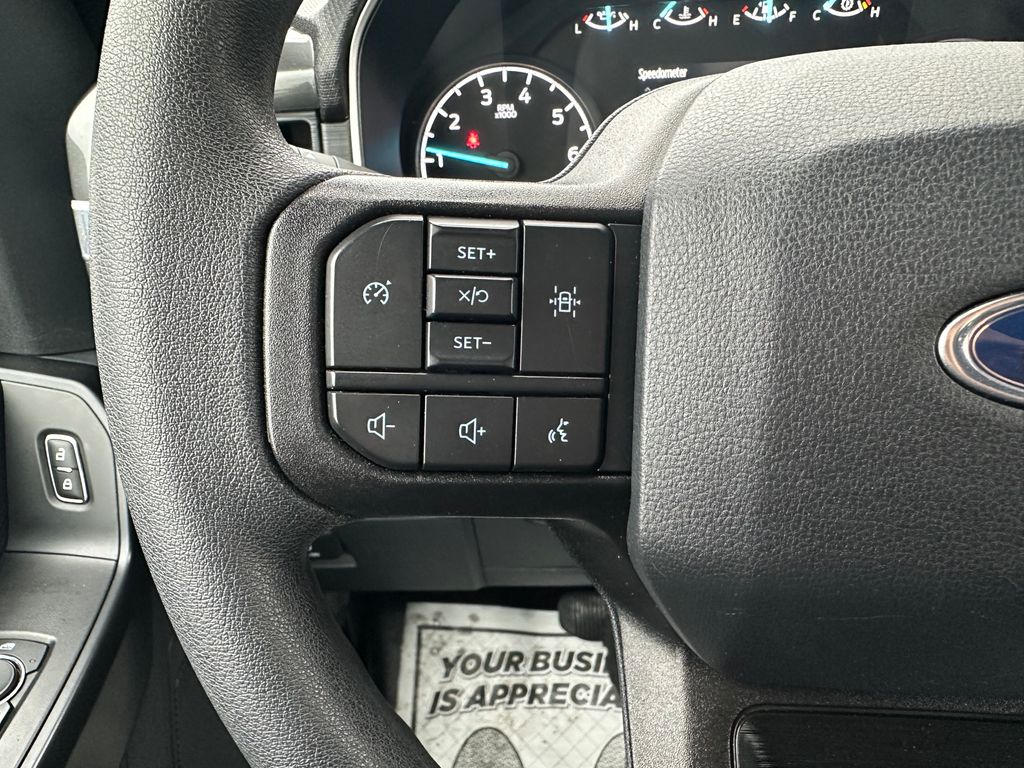 L H C H E F C H
Speedometer
1 2 3 4 5 6
RPM
x1000
SET+
SET-
YOUR BUSI
IS APPRECIA